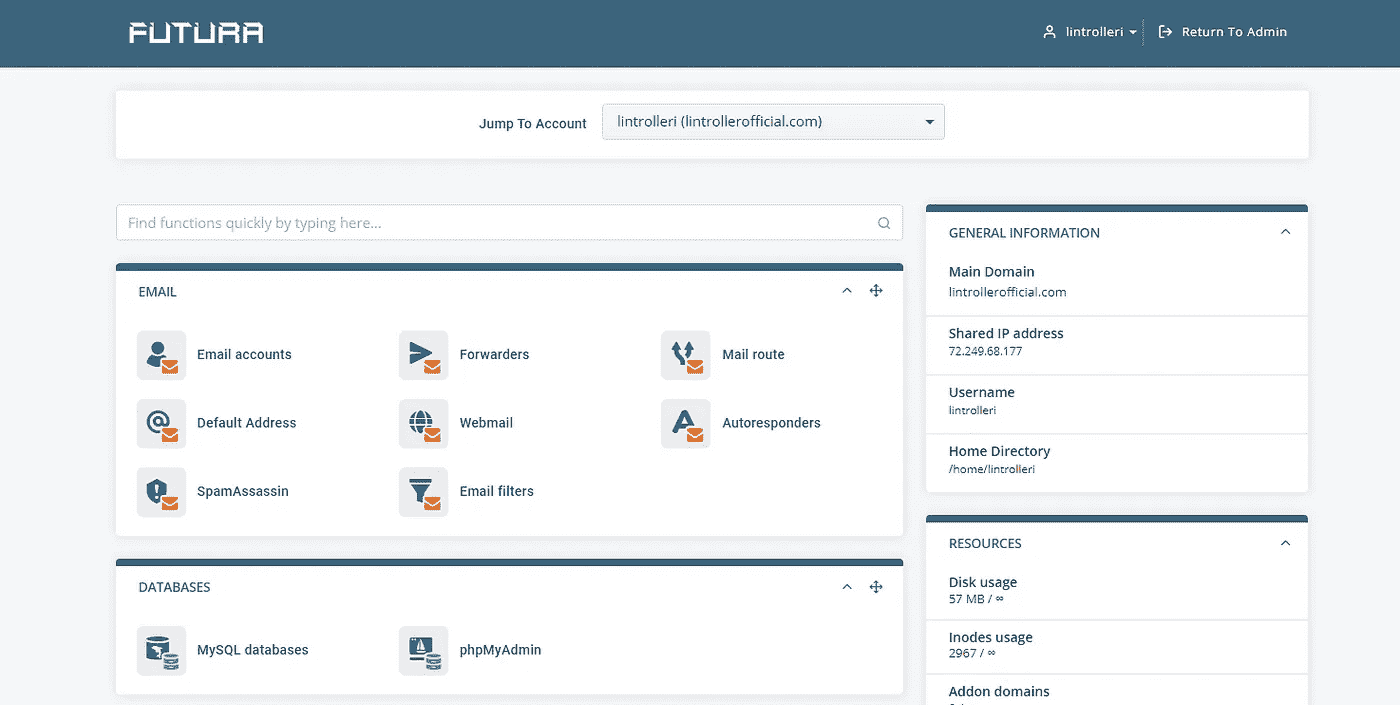 FUTURA
lintrolleri
Return To Admin
Jump To Account
lintrolleri (lintrollerofficial.com)
Find functions quickly by typing here...
EMAIL
Email accounts
Forwarders
Mail route
Default Address
Webmail
Autoresponders
SpamAssassin
Email filters
DATABASES
MySQL databases
phpMyAdmin
GENERAL INFORMATION
Main Domain
lintrollerofficial.com
Shared IP address
72.249.68.177
Username
lintrolleri
Home Directory
/home/lintrolleri
RESOURCES
Disk usage
57 MB / ∞
Inodes usage
2967 / ∞
Addon domains